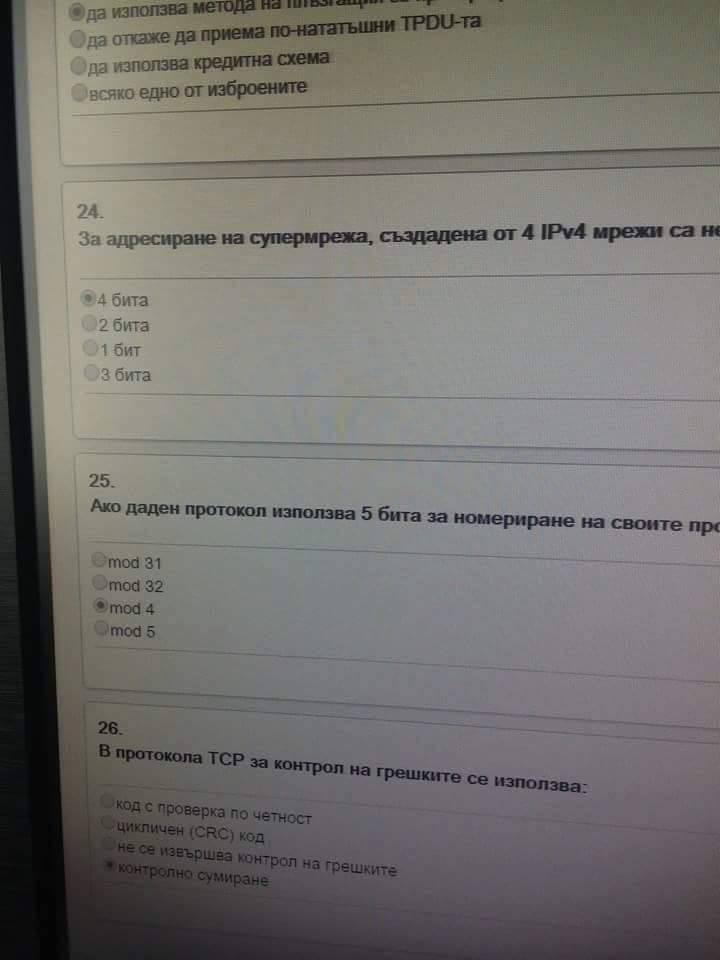 да използва метода на
да откаже да приема по-нататъшни TPDU-та
да използва кредитна схема
всяко едно от изброените
24.
За адресиране на супермрежа, създадена от 4 IPv4 мрежи са не
4 бита
2 бита
1 бит
3 бита
25.
Ако даден протокол използва 5 бита за номериране на своите про
mod 31
mod 32
mod 4
mod 5
26.
В протокола TCP за контрол на грешките се използва:
код с проверка по четност
цикличен (CRC) код
не се извършва контрол на грешките
контролно сумиране